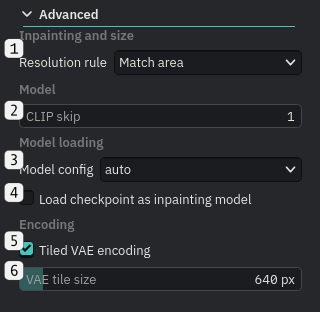 Advanced
Inpainting and size
1
Resolution rule Match area
Model
2
CLIP skip 1
Model loading
3
Model config auto
4
Load checkpoint as inpainting model
Encoding
5
Tiled VAE encoding
6
VAE tile size 640 px